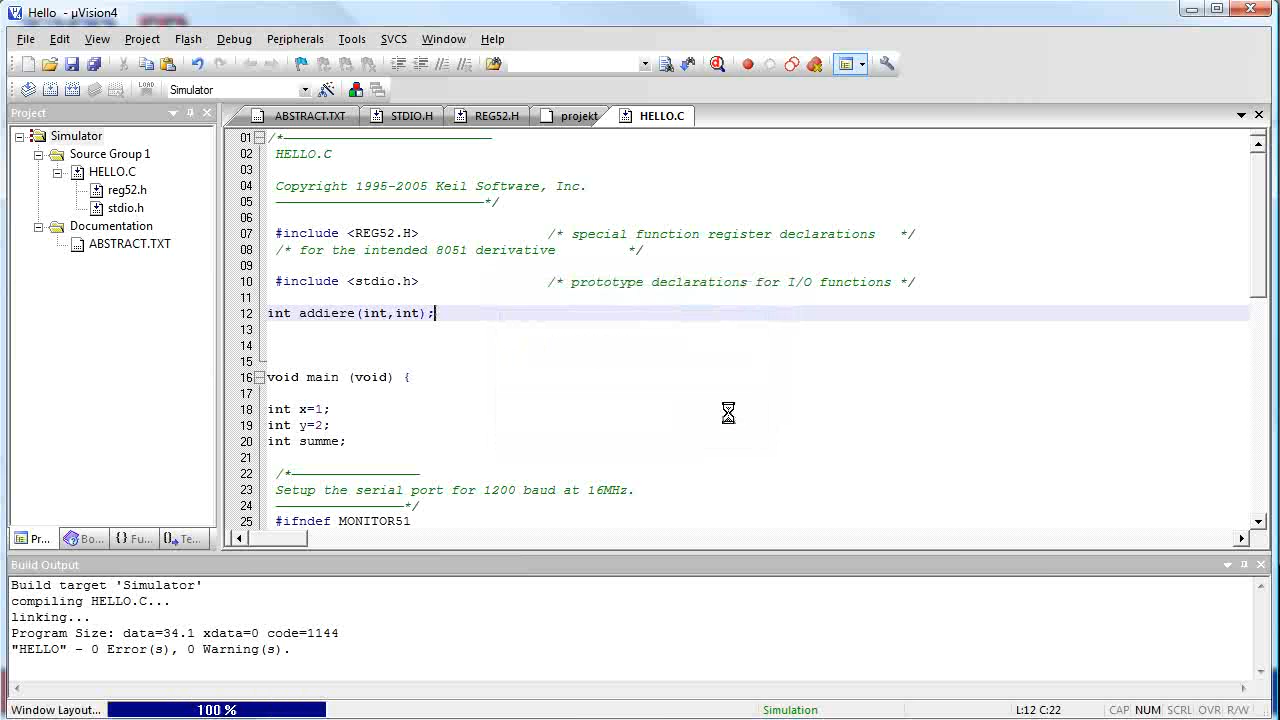 Hello - µVision4
File Edit View Project Flash Debug Peripherals Tools SVCS Window Help
LOAD Simulator
Project
ABSTRACT.TXT STDIO.H REG52.H projekt HELLO.C
Simulator
Source Group 1
HELLO.C
reg52.h
stdio.h
Documentation
ABSTRACT.TXT
01 /*
02 HELLO.C
03
04 Copyright 1995-2005 Keil Software, Inc.
05 */
06
07 #include <REG52.H> /* special function register declarations */
08 /* for the intended 8051 derivative */
09
10 #include <stdio.h> /* prototype declarations for I/O functions */
11
12 int addiere(int,int);
13
14
15
16 void main (void) {
17
18 int x=1;
19 int y=2;
20 int summe;
21
22 /*
23 Setup the serial port for 1200 baud at 16MHz.
24 */
25 #ifndef MONITOR51
Pr... Bo... {} Fu... Te...
Build Output
Build target 'Simulator'
compiling HELLO.C...
linking...
Program Size: data=34.1 xdata=0 code=1144
"HELLO" - 0 Error(s), 0 Warning(s).
Window Layout... 100 % Simulation L:12 C:22 CAP NUM SCRL OVR R/W